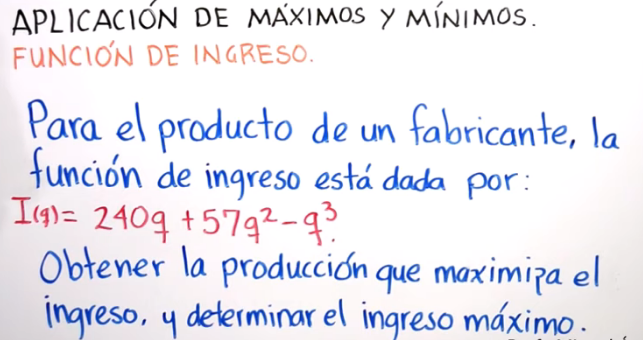 APLICACIÓN DE MÁXIMOS Y MÍNIMOS.
FUNCIÓN DE INGRESO.
Para el producto de un fabricante, la
función de ingreso está dada por:
I(q) = 240q + 57q² - q³.
Obtener la producción que maximiza el
ingreso, y determinar el ingreso máximo.